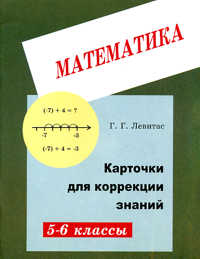 МАТЕМАТИКА
(-7) + 4 = ?
-7 -3
(-7) + 4 = -3
Г. Г. Левитас
Карточки
для коррекции
знаний
5-6 классы